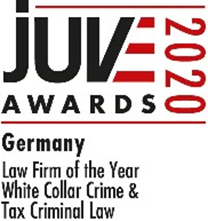 JUVE
AWARDS
2020
Germany
Law Firm of the Year
White Collar Crime &
Tax Criminal Law